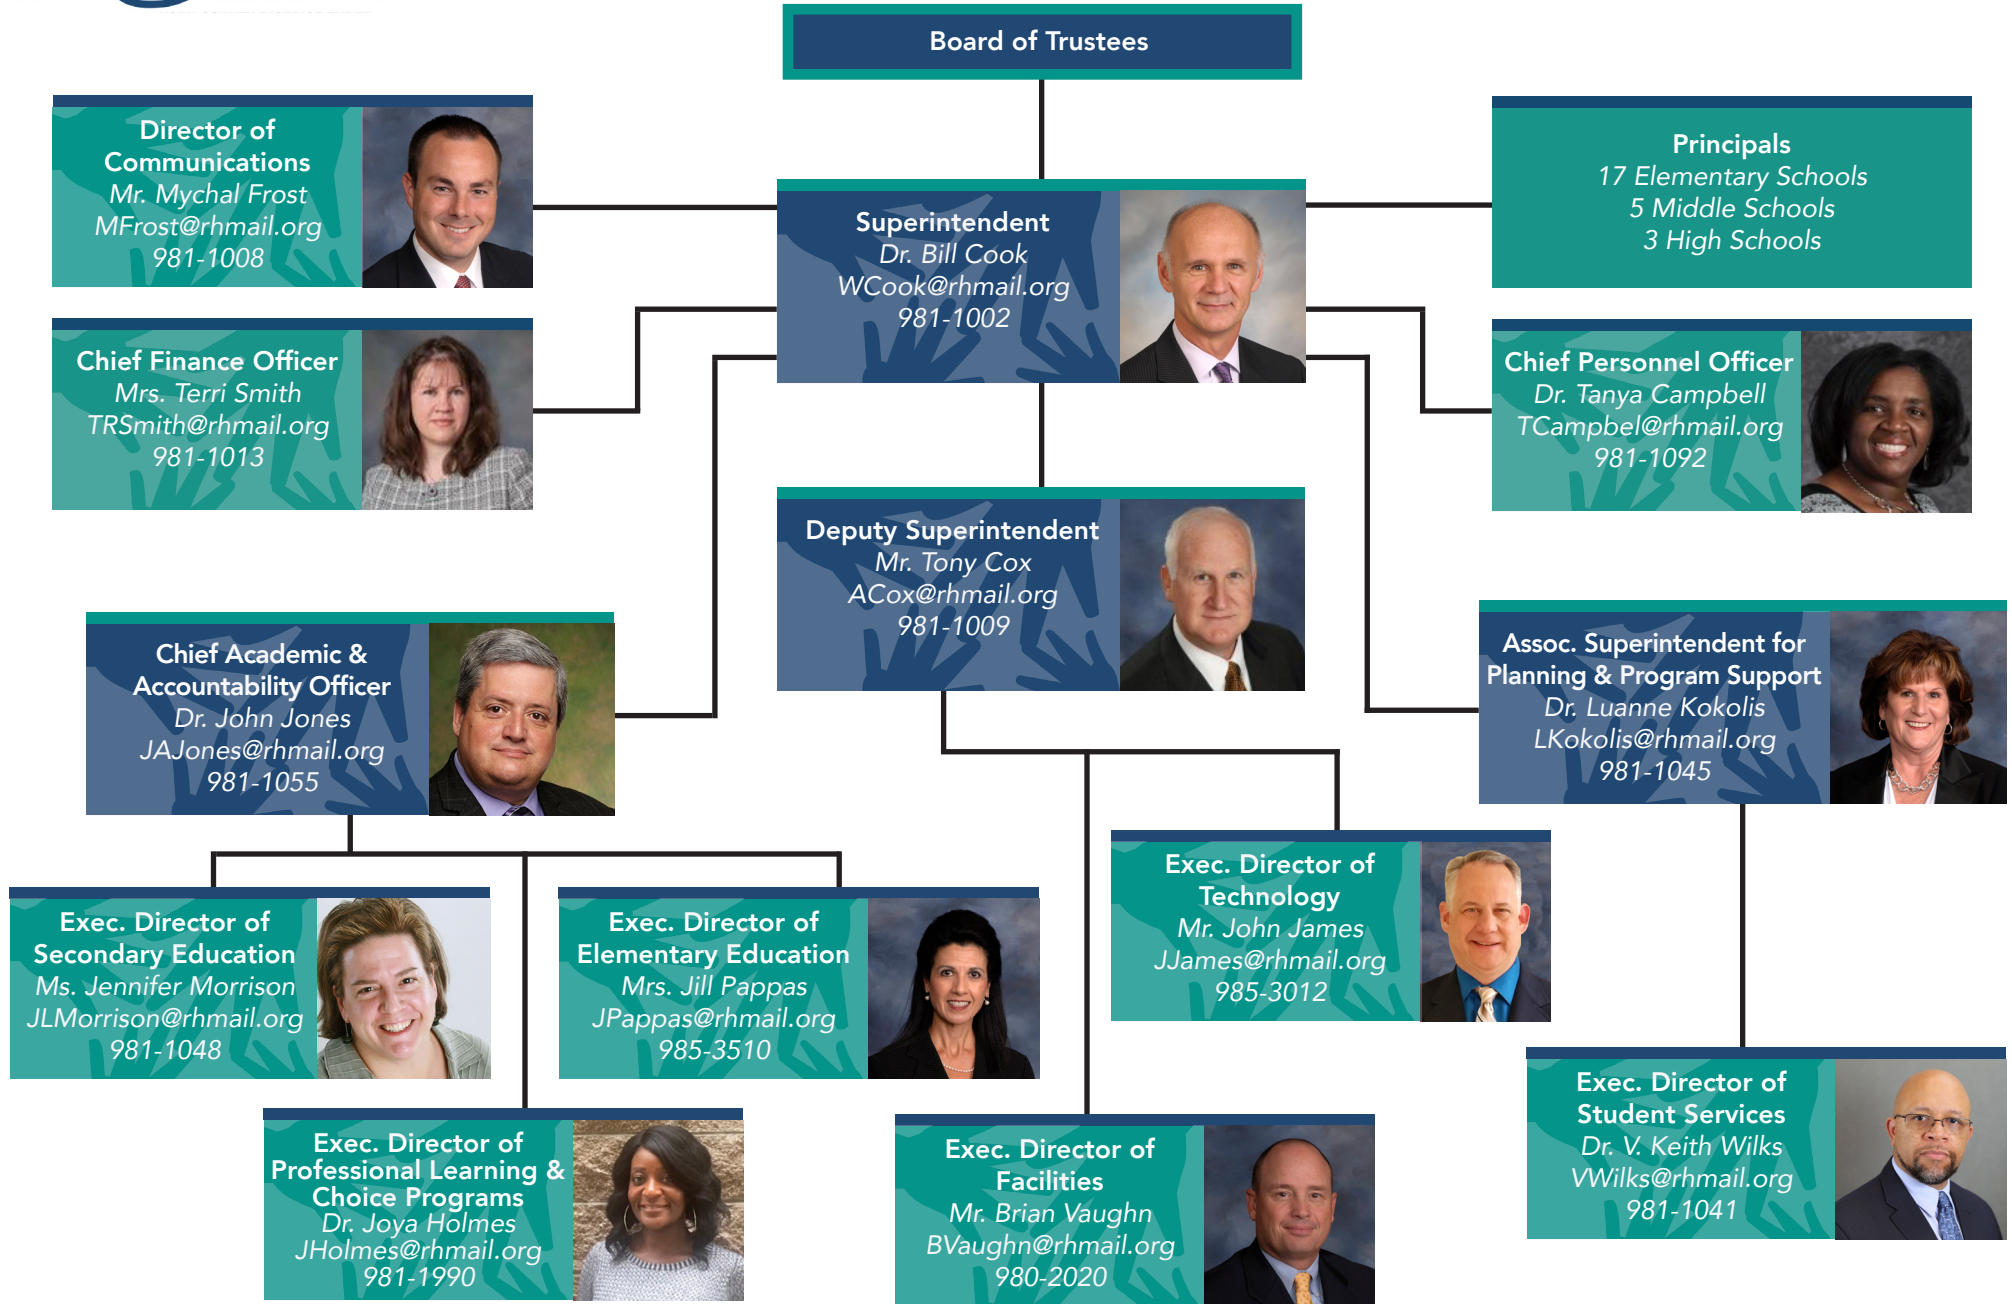 Board of Trustees
Director of
Communications
Mr. Mychal Frost
MFrost@rhmail.org
981-1008
Superintendent
Dr. Bill Cook
WCook@rhmail.org
981-1002
Principals
17 Elementary Schools
5 Middle Schools
3 High Schools
Chief Finance Officer
Mrs. Terri Smith
TRSmith@rhmail.org
981-1013
Chief Personnel Officer
Dr. Tanya Campbell
TCampbel@rhmail.org
981-1092
Deputy Superintendent
Mr. Tony Cox
ACox@rhmail.org
981-1009
Chief Academic &
Accountability Officer
Dr. John Jones
JAJones@rhmail.org
981-1055
Assoc. Superintendent for
Planning & Program Support
Dr. Luanne Kokolis
LKokolis@rhmail.org
981-1045
Exec. Director of
Secondary Education
Ms. Jennifer Morrison
JLMorrison@rhmail.org
981-1048
Exec. Director of
Elementary Education
Mrs. Jill Pappas
JPappas@rhmail.org
985-3510
Exec. Director of
Technology
Mr. John James
JJames@rhmail.org
985-3012
Exec. Director of
Professional Learning &
Choice Programs
Dr. Joya Holmes
JHolmes@rhmail.org
981-1990
Exec. Director of
Facilities
Mr. Brian Vaughn
BVaughn@rhmail.org
980-2020
Exec. Director of
Student Services
Dr. V. Keith Wilks
VWilks@rhmail.org
981-1041